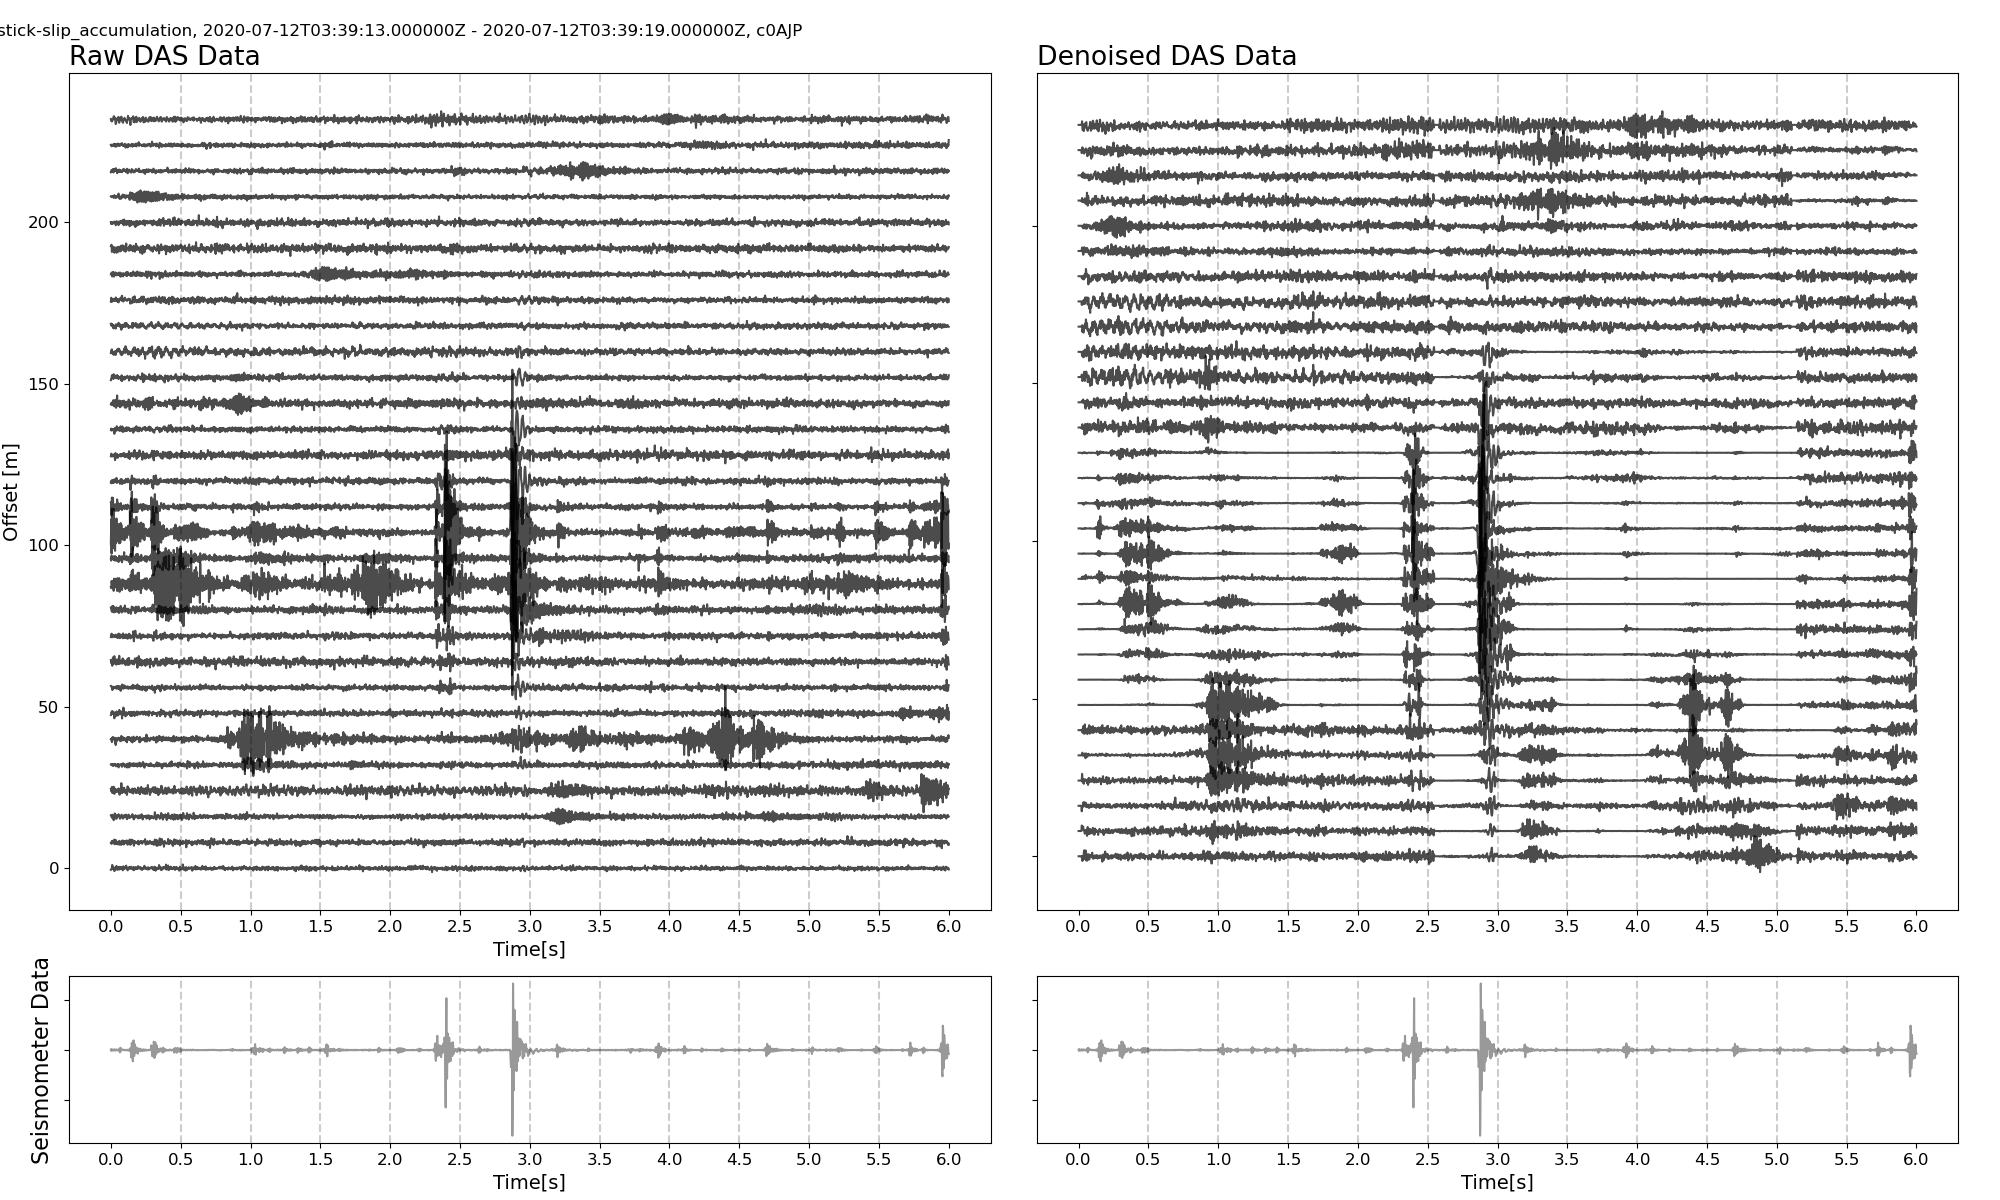 stick-slip_accumulation, 2020-07-12T03:39:13.000000Z - 2020-07-12T03:39:19.000000Z, c0AJP
Raw DAS Data
Denoised DAS Data
Offset [m]
200
150
100
50
0
0.0 0.5 1.0 1.5 2.0 2.5 3.0 3.5 4.0 4.5 5.0 5.5 6.0
Time[s]
0.0 0.5 1.0 1.5 2.0 2.5 3.0 3.5 4.0 4.5 5.0 5.5 6.0
Seismometer Data
0.0 0.5 1.0 1.5 2.0 2.5 3.0 3.5 4.0 4.5 5.0 5.5 6.0
Time[s]
0.0 0.5 1.0 1.5 2.0 2.5 3.0 3.5 4.0 4.5 5.0 5.5 6.0
Time[s]